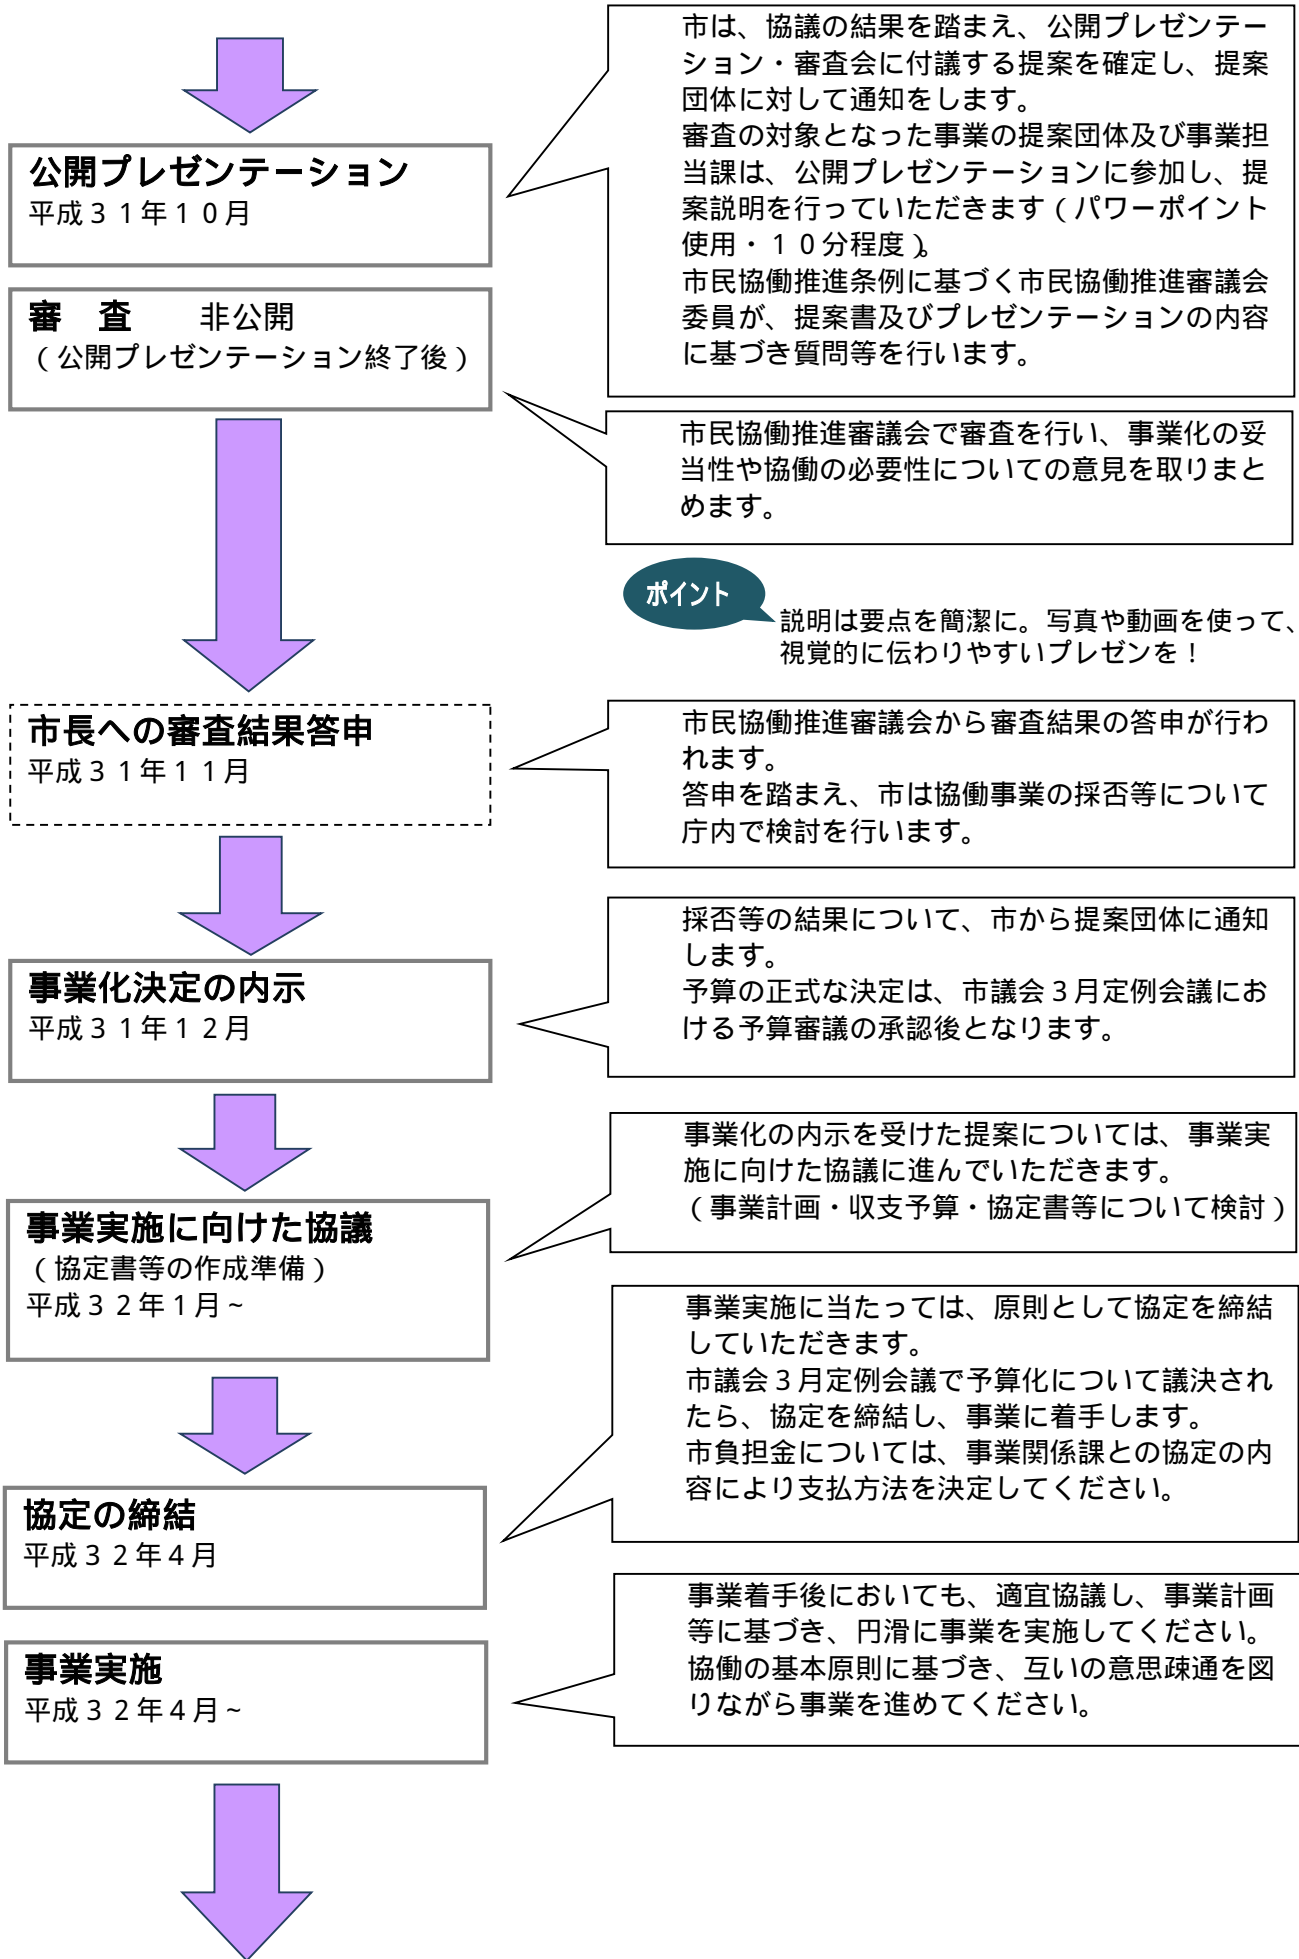 市は、協議の結果を踏まえ、公開プレゼンテー
ション・審査会に付議する提案を確定し、提案
団体に対して通知をします。
審査の対象となった事業の提案団体及び事業担
当課は、公開プレゼンテーションに参加し、提
案説明を行っていただきます（パワーポイント
使用・１０分程度）。
市民協働推進条例に基づく市民協働推進審議会
委員が、提案書及びプレゼンテーションの内容
に基づき質問等を行います。
公開プレゼンテーション
平成３１年１０月
審　査　　非公開
（公開プレゼンテーション終了後）
市民協働推進審議会で審査を行い、事業化の妥
当性や協働の必要性についての意見を取りまと
めます。
ポイント
説明は要点を簡潔に。写真や動画を使って、
視覚的に伝わりやすいプレゼンを！
市長への審査結果答申
平成３１年１１月
市民協働推進審議会から審査結果の答申が行わ
れます。
答申を踏まえ、市は協働事業の採否等について
庁内で検討を行います。
事業化決定の内示
平成３１年１２月
採否等の結果について、市から提案団体に通知
します。
予算の正式な決定は、市議会３月定例会議にお
ける予算審議の承認後となります。
事業実施に向けた協議
（協定書等の作成準備）
平成３２年１月~
事業化の内示を受けた提案については、事業実
施に向けた協議に進んでいただきます。
（事業計画・収支予算・協定書等について検討）
協定の締結
平成３２年４月
事業実施に当たっては、原則として協定を締結
していただきます。
市議会３月定例会議で予算化について議決され
たら、協定を締結し、事業に着手します。
市負担金については、事業関係課との協定の内
容により支払方法を決定してください。
事業実施
平成３２年４月~
事業着手後においても、適宜協議し、事業計画
等に基づき、円滑に事業を実施してください。
協働の基本原則に基づき、互いの意思疎通を図
りながら事業を進めてください。